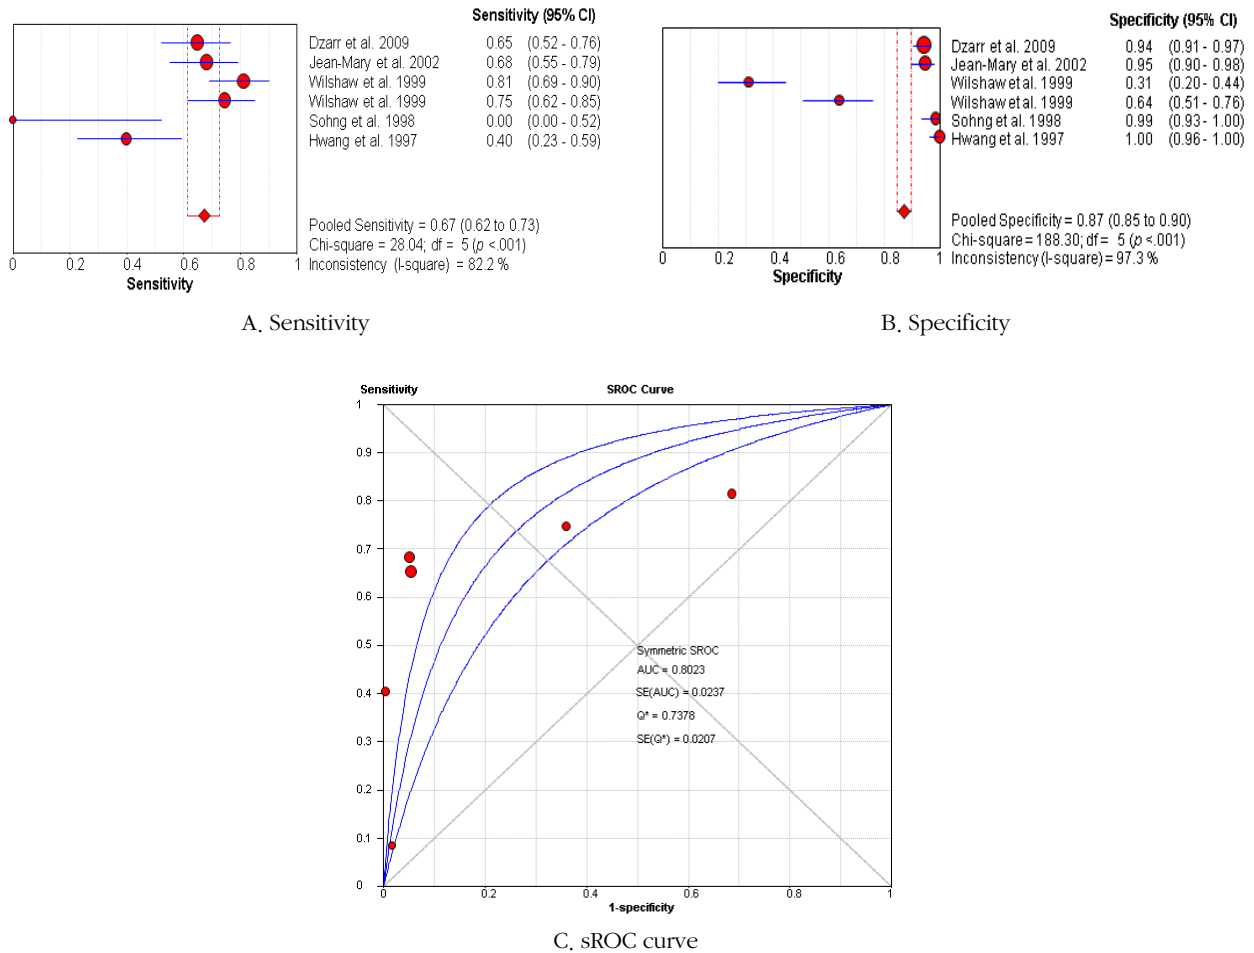 Sensitivity (95% CI)
Dzarr et al. 2009 0.65 (0.52 - 0.76)
Jean-Mary et al. 2002 0.68 (0.55 - 0.79)
Wilshaw et al. 1999 0.81 (0.69 - 0.90)
Wilshaw et al. 1999 0.75 (0.62 - 0.85)
Sohng et al. 1998 0.00 (0.00 - 0.52)
Hwang et al. 1997 0.40 (0.23 - 0.59)
Pooled Sensitivity = 0.67 (0.62 to 0.73)
Chi-square = 28.04; df = 5 (p <.001)
Inconsistency (I-square) = 82.2 %
0 0.2 0.4 0.6 0.8 1
Sensitivity
A. Sensitivity
Specificity (95% CI)
Dzarr et al. 2009 0.94 (0.91 - 0.97)
Jean-Mary et al. 2002 0.95 (0.90 - 0.98)
Wilshaw et al. 1999 0.31 (0.20 - 0.44)
Wilshaw et al. 1999 0.64 (0.51 - 0.76)
Sohng et al. 1998 0.99 (0.93 - 1.00)
Hwang et al. 1997 1.00 (0.96 - 1.00)
Pooled Specificity = 0.87 (0.85 to 0.90)
Chi-square = 188.30; df = 5 (p <.001)
Inconsistency (I-square) = 97.3 %
0 0.2 0.4 0.6 0.8 1
Specificity
B. Specificity
Sensitivity SROC Curve
1
0.9
0.8
0.7
0.6
0.5
0.4
0.3
0.2
0.1
0
Symmetric SROC
AUC = 0.8023
SE(AUC) = 0.0237
Q* = 0.7378
SE(Q*) = 0.0207
0 0.2 0.4 0.6 0.8 1
1-specificity
C. sROC curve